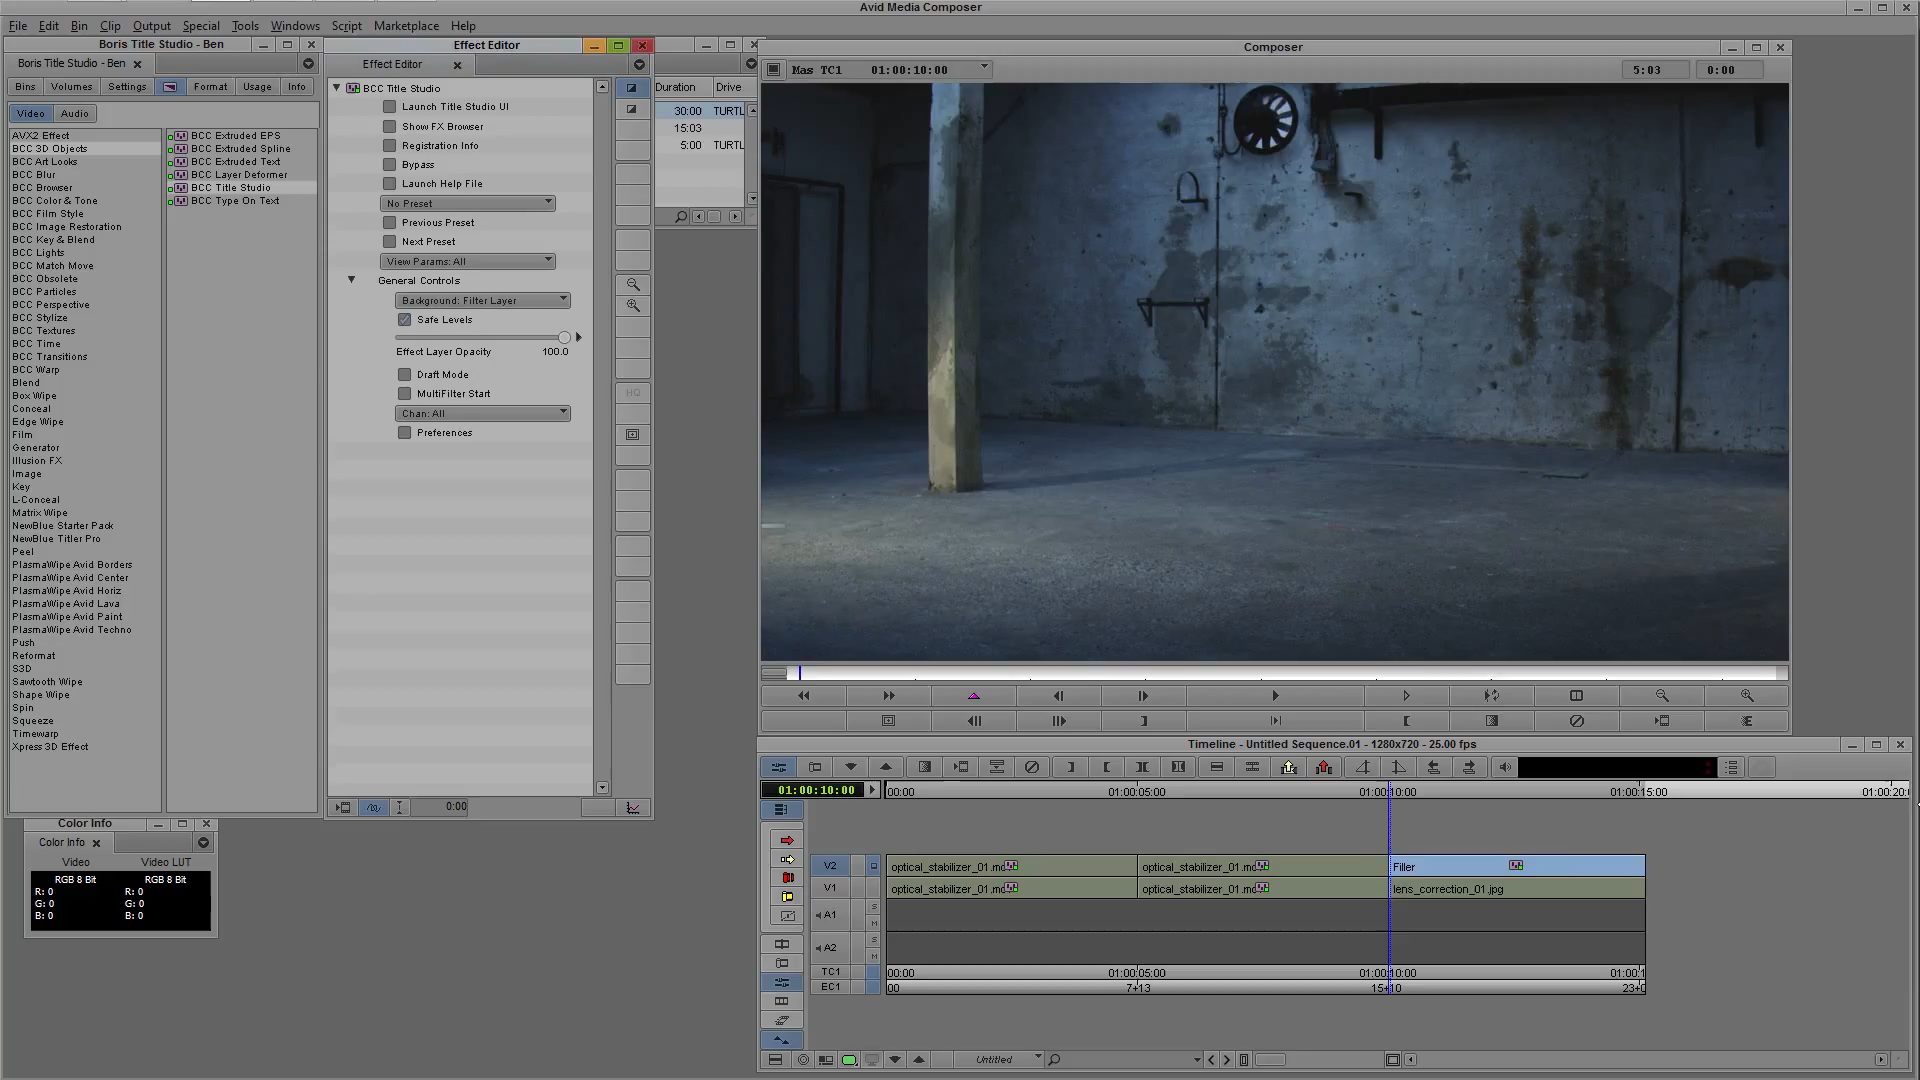 Avid Media Composer
File Edit Bin Clip Output Special Tools Windows Script Marketplace Help
Boris Title Studio - Ben
Boris Title Studio - Ben
Bins Volumes Settings Format Usage Info
Video Audio
AVX2 Effect
BCC 3D Objects
BCC Art Looks
BCC Blur
BCC Browser
BCC Color & Tone
BCC Film Style
BCC Image Restoration
BCC Key & Blend
BCC Lights
BCC Match Move
BCC Obsolete
BCC Particles
BCC Perspective
BCC Stylize
BCC Textures
BCC Time
BCC Transitions
BCC Warp
Blend
Box Wipe
Conceal
Edge Wipe
Film
Generator
Illusion FX
Image
Key
L-Conceal
Matrix Wipe
NewBlue Starter Pack
NewBlue Titler Pro
Peel
PlasmaWipe Avid Borders
PlasmaWipe Avid Center
PlasmaWipe Avid Horiz
PlasmaWipe Avid Lava
PlasmaWipe Avid Paint
PlasmaWipe Avid Techno
Push
Reformat
S3D
Sawtooth Wipe
Shape Wipe
Spin
Squeeze
Timewarp
Xpress 3D Effect
BCC Extruded EPS
BCC Extruded Spline
BCC Extruded Text
BCC Layer Deformer
BCC Title Studio
BCC Type On Text
Effect Editor
Effect Editor
BCC Title Studio
Launch Title Studio UI
Show FX Browser
Registration Info
Bypass
Launch Help File
No Preset
Previous Preset
Next Preset
View Params: All
General Controls
Background: Filter Layer
Safe Levels
Effect Layer Opacity 100.0
Draft Mode
MultiFilter Start
Chan: All
Preferences
HQ
0:00
Duration Drive
30:00 TURTL
15:03
5:00 TURTL
Composer
Mas TC1 01:00:10:00
5:03 0:00
Color Info
Color Info
Video Video LUT
RGB 8 Bit RGB 8 Bit
R: 0 R: 0
G: 0 G: 0
B: 0 B: 0
Timeline - Untitled Sequence.01 - 1280x720 - 25.00 fps
01:00:10:00 00:00 01:00:05:00 01:00:10:00 01:00:15:00 01:00:20:
V2 optical_stabilizer_01.mo optical_stabilizer_01.mo Filler
V1 optical_stabilizer_01.mo optical_stabilizer_01.mo lens_correction_01.jpg
A1 S M
A2 S M
TC1 00:00 01:00:05:00 01:00:10:00 01:00:1
EC1 00 7+13 15+10 23+0
Untitled